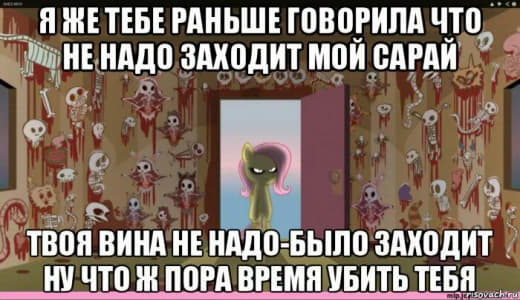 Я ЖЕ ТЕБЕ РАНЬШЕ ГОВОРИЛА ЧТО
НЕ НАДО ЗАХОДИТ МОЙ САРАЙ
ТВОЯ ВИНА НЕ НАДО-БЫЛО ЗАХОДИТ
НУ ЧТО Ж ПОРА ВРЕМЯ УБИТЬ ТЕБЯ